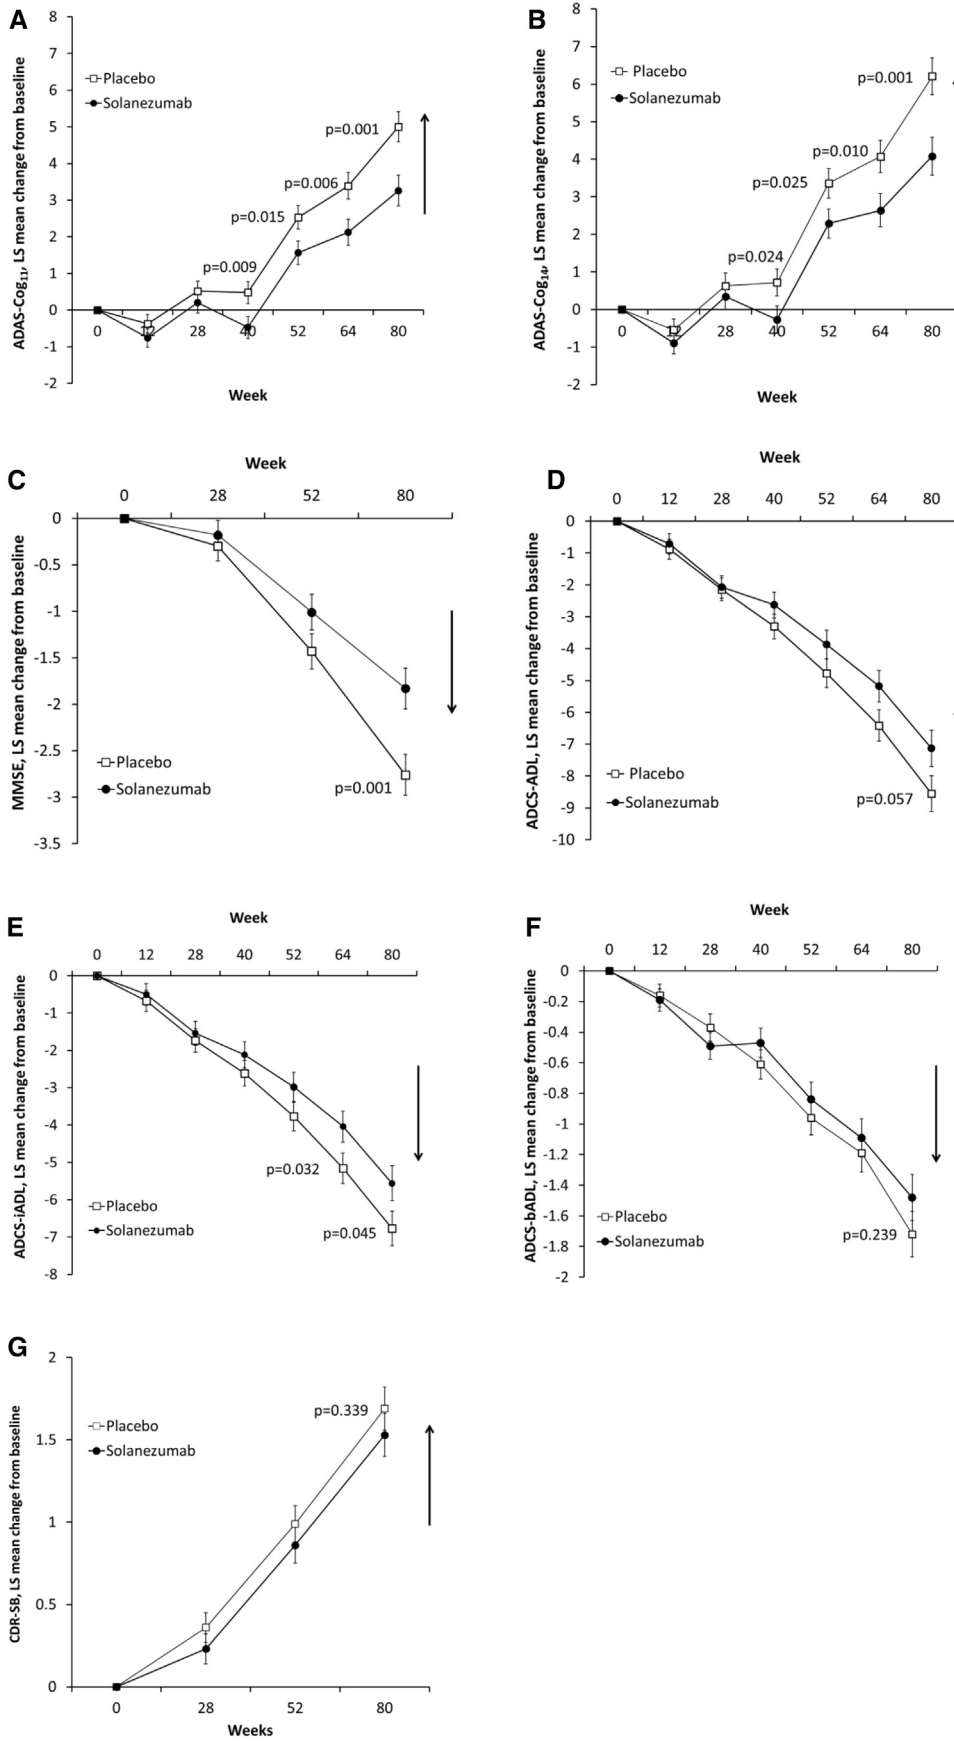 A
ADAS-Cog11, LS mean change from baseline
8
7
6
5
4
3
2
1
0
-1
-2
Placebo
Solanezumab
p=0.009
p=0.015
p=0.006
p=0.001
0
28
40
52
64
80
Week
B
ADAS-Cog14, LS mean change from baseline
8
7
6
5
4
3
2
1
0
-1
-2
Placebo
Solanezumab
p=0.024
p=0.025
p=0.010
p=0.001
0
28
40
52
64
80
Week
C
Week
0
28
52
80
MMSE, LS mean change from baseline
0
-0.5
-1
-1.5
-2
-2.5
-3
-3.5
Placebo
Solanezumab
p=0.001
D
Week
0
12
28
40
52
64
80
ADCS-ADL, LS mean change from baseline
0
-1
-2
-3
-4
-5
-6
-7
-8
-9
-10
Placebo
Solanezumab
p=0.057
E
Week
0
12
28
40
52
64
80
ADCS-iADL, LS mean change from baseline
0
-1
-2
-3
-4
-5
-6
-7
-8
p=0.032
Placebo
Solanezumab
p=0.045
F
Week
0
12
28
40
52
64
80
ADCS-bADL, LS mean change from baseline
0
-0.2
-0.4
-0.6
-0.8
-1
-1.2
-1.4
-1.6
-1.8
-2
Placebo
Solanezumab
p=0.239
G
CDR-SB, LS mean change from baseline
2
1.5
1
0.5
0
Placebo
Solanezumab
p=0.339
0
28
52
80
Weeks